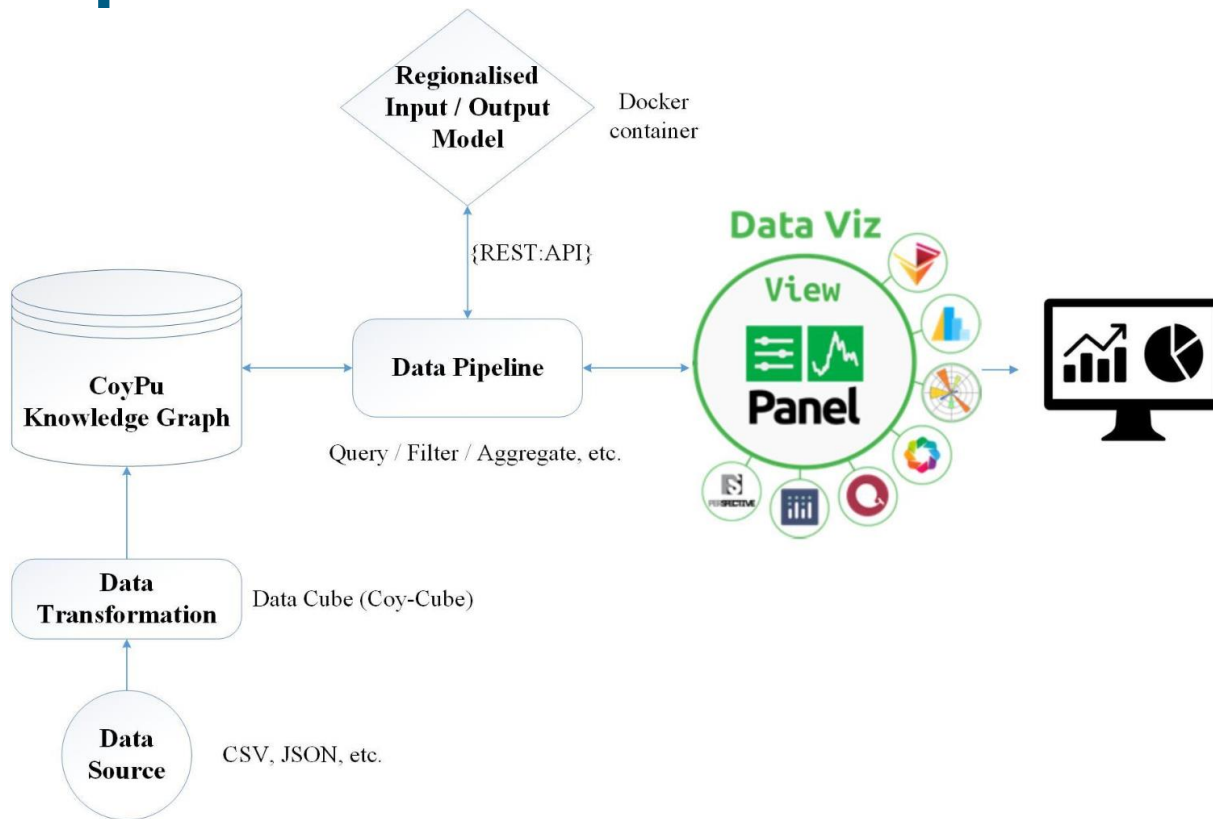 Regionalised
Input / Output
Model
Docker
container
{REST:API}
Data Viz
View
Panel
CoyPu
Knowledge Graph
Data Pipeline
Query / Filter / Aggregate, etc.
PERSPECTIVE
Data
Transformation
Data Cube (Coy-Cube)
Data
Source
CSV, JSON, etc.